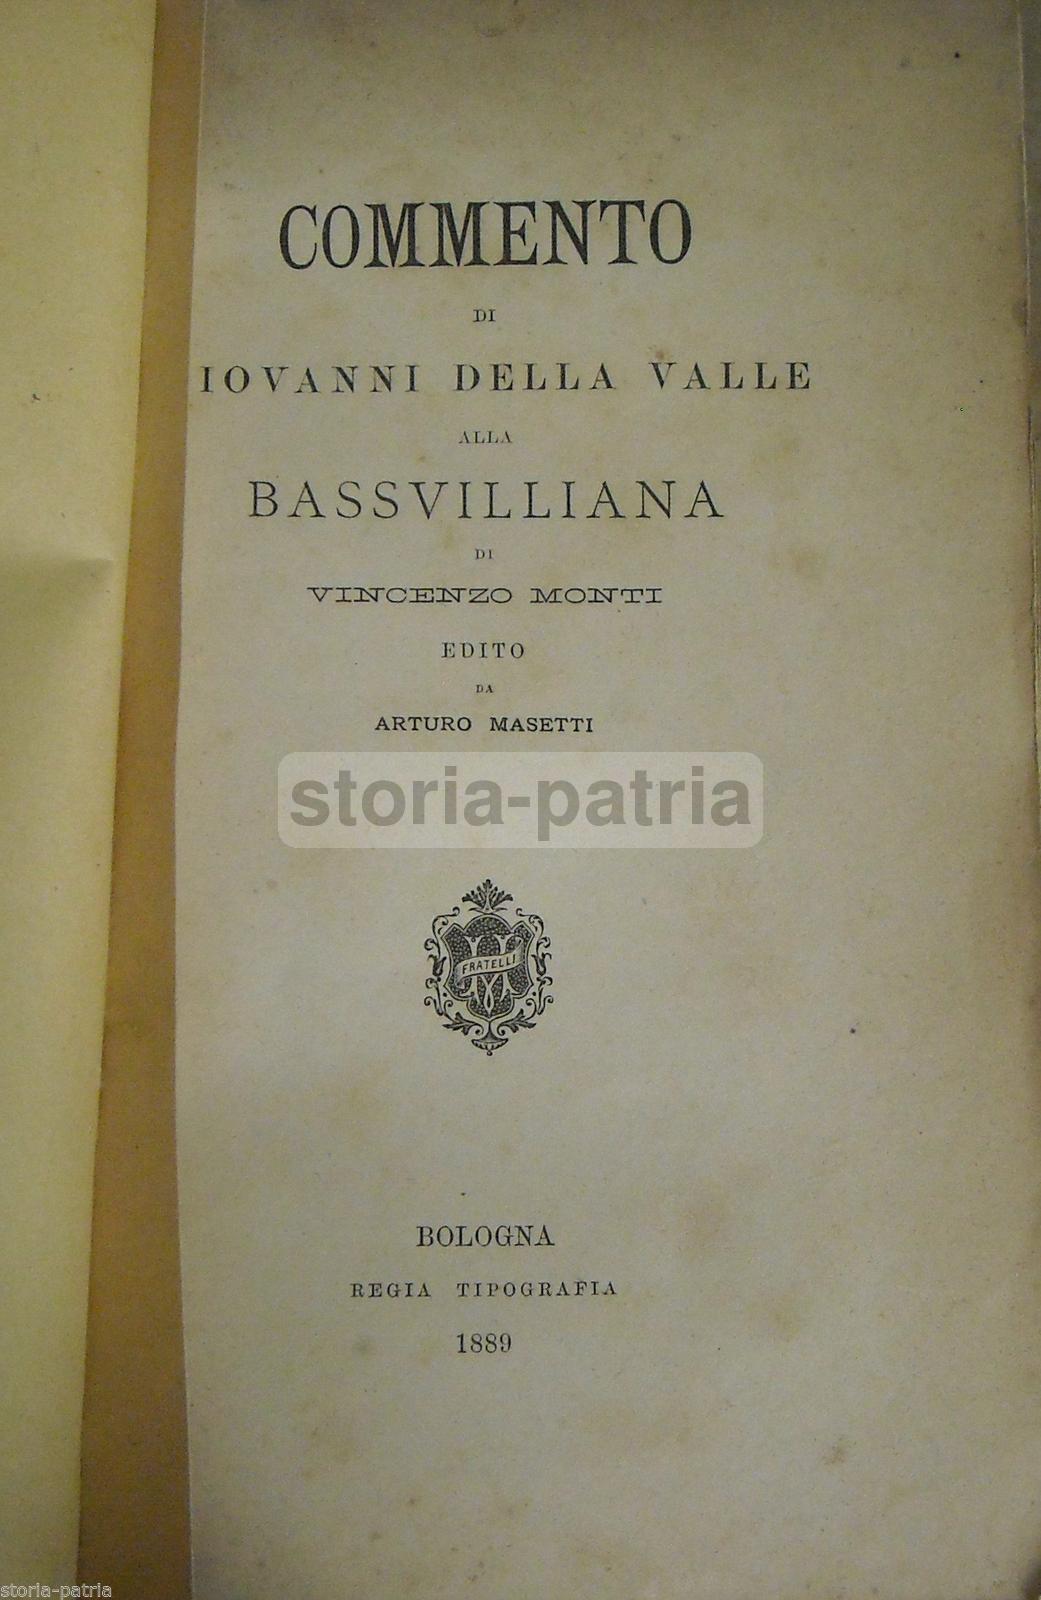 COMMENTO
DI
IOVANNI DELLA VALLE
ALLA
BASSVILLIANA
DI
VINCENZO MONTI
EDITO
DA
ARTURO MASETTI
storia-patria
FRATELLI
BOLOGNA
REGIA TIPOGRAFIA
1889
storia-patria